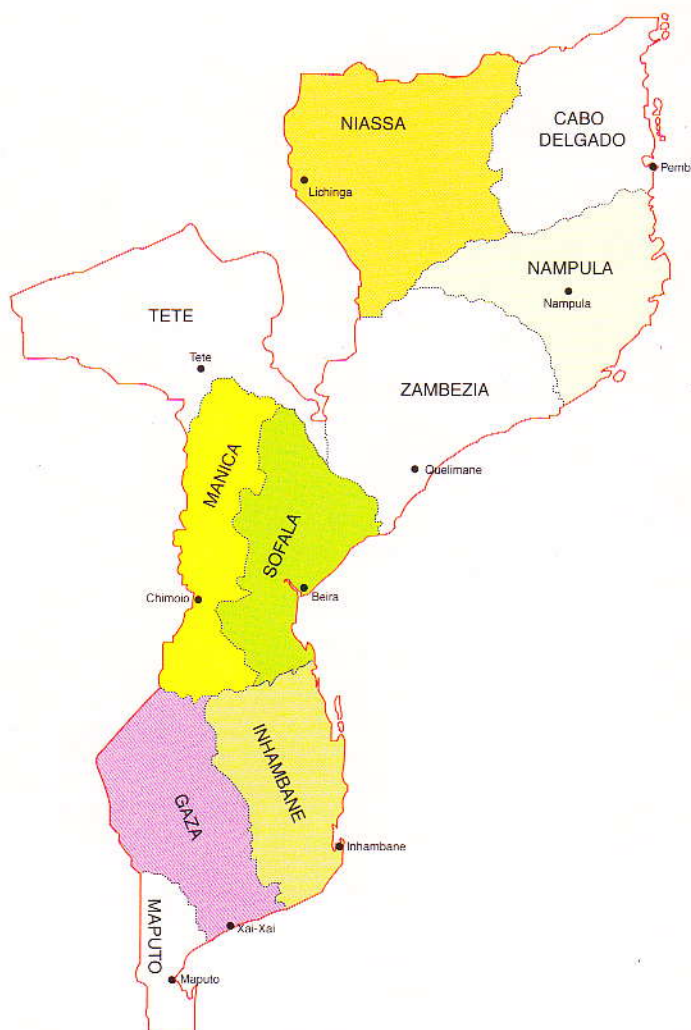 NIASSA
CABO
DELGADO
Pemb
Lichinga
NAMPULA
Nampula
TETE
Tete
ZAMBEZIA
MANICA
Quelimane
SOFALA
Chimoio
Beira
INHAMBANE
GAZA
Inhambane
MAPUTO
Xai-Xai
Maputo